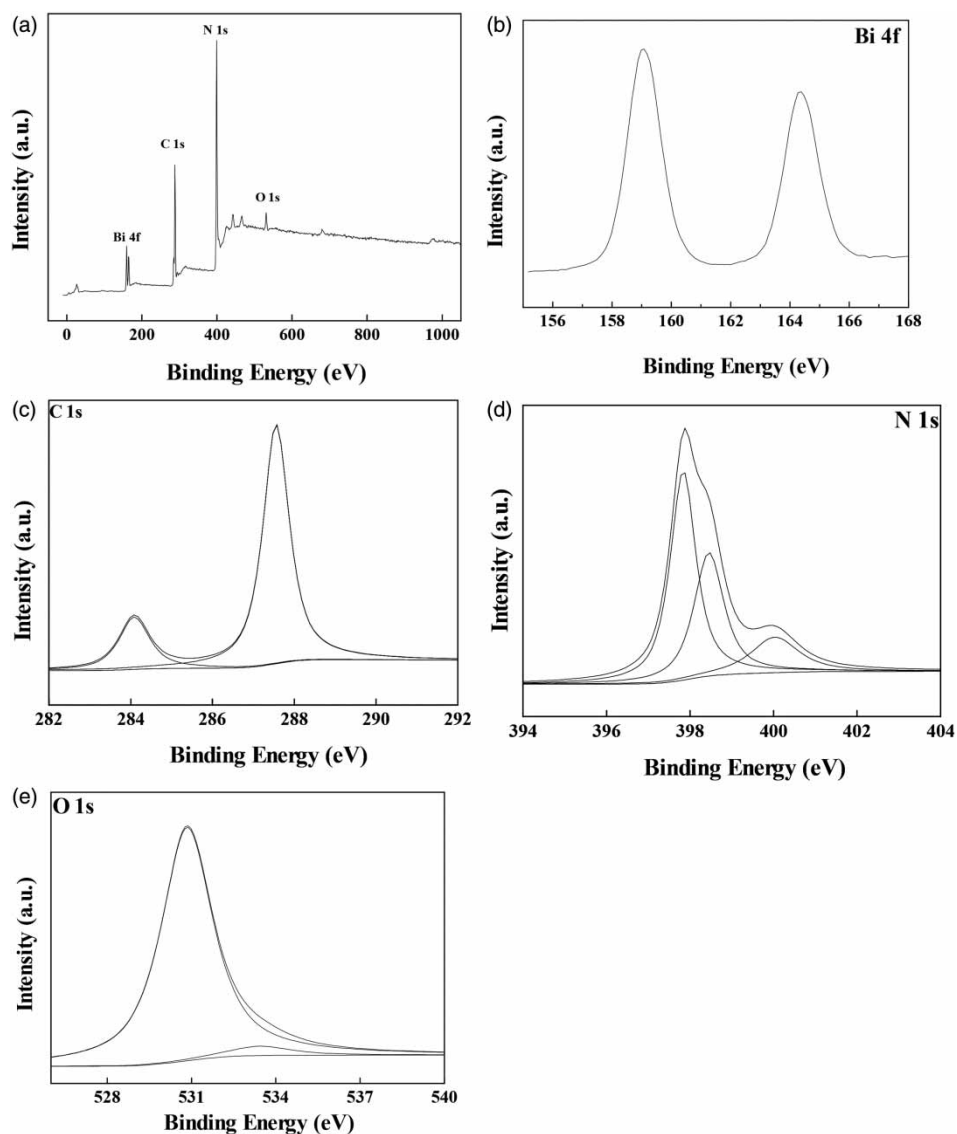 (a)
N 1s
C 1s
O 1s
Bi 4f
Intensity (a.u.)
0 200 400 600 800 1000
Binding Energy (eV)
(b)
Bi 4f
Intensity (a.u.)
156 158 160 162 164 166 168
Binding Energy (eV)
(c)
C 1s
Intensity (a.u.)
282 284 286 288 290 292
Binding Energy (eV)
(d)
N 1s
Intensity (a.u.)
394 396 398 400 402 404
Binding Energy (eV)
(e)
O 1s
Intensity (a.u.)
528 531 534 537 540
Binding Energy (eV)